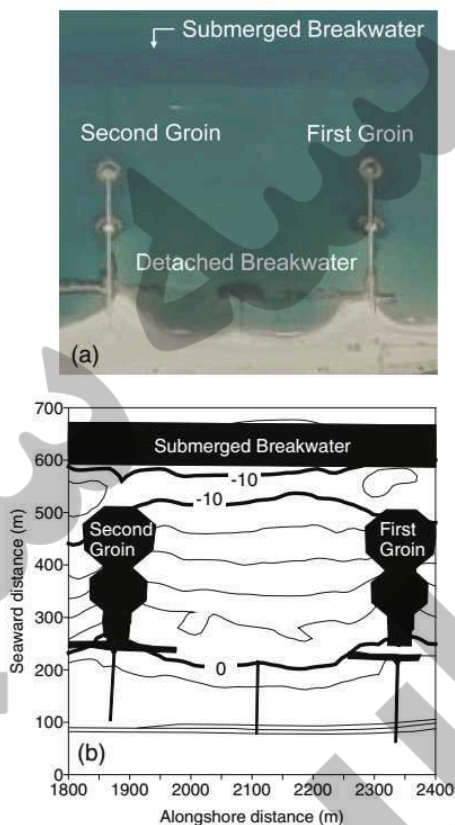 Submerged Breakwater
Second Groin
First Groin
Detached Breakwater
(a)
700
600
500
400
300
200
100
0
Seaward distance (m)
Submerged Breakwater
-10
-10
Second
Groin
First
Groin
0
(b)
1800
1900
2000
2100
2200
2300
2400
Alongshore distance (m)